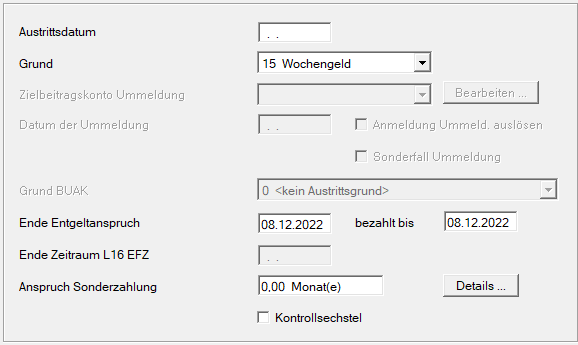 Austrittsdatum . .
Grund 15 Wochengeld
Zielbeitragskonto Ummeldung Bearbeiten ...
Datum der Ummeldung . . Anmeldung Ummeld. auslösen
Sonderfall Ummeldung
Grund BUAK 0 <kein Austrittsgrund>
Ende Entgeltanspruch 08.12.2022 bezahlt bis 08.12.2022
Ende Zeitraum L16 EFZ . .
Anspruch Sonderzahlung 0,00 Monat(e) Details ...
Kontrollsechstel